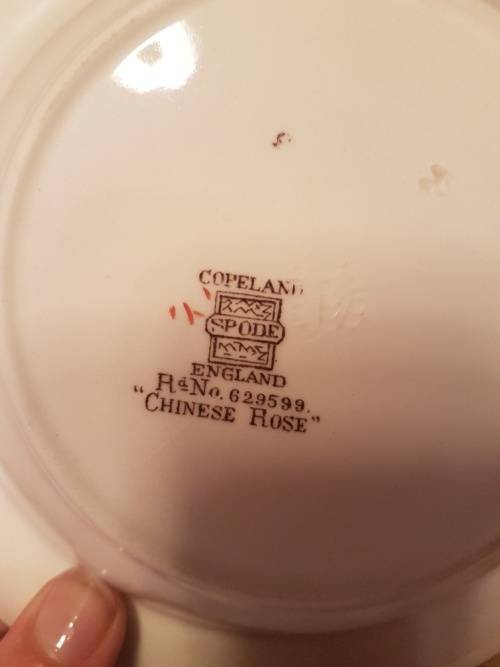 COPELAND
SPODE
ENGLAND
Rd No. 629599.
"CHINESE ROSE"